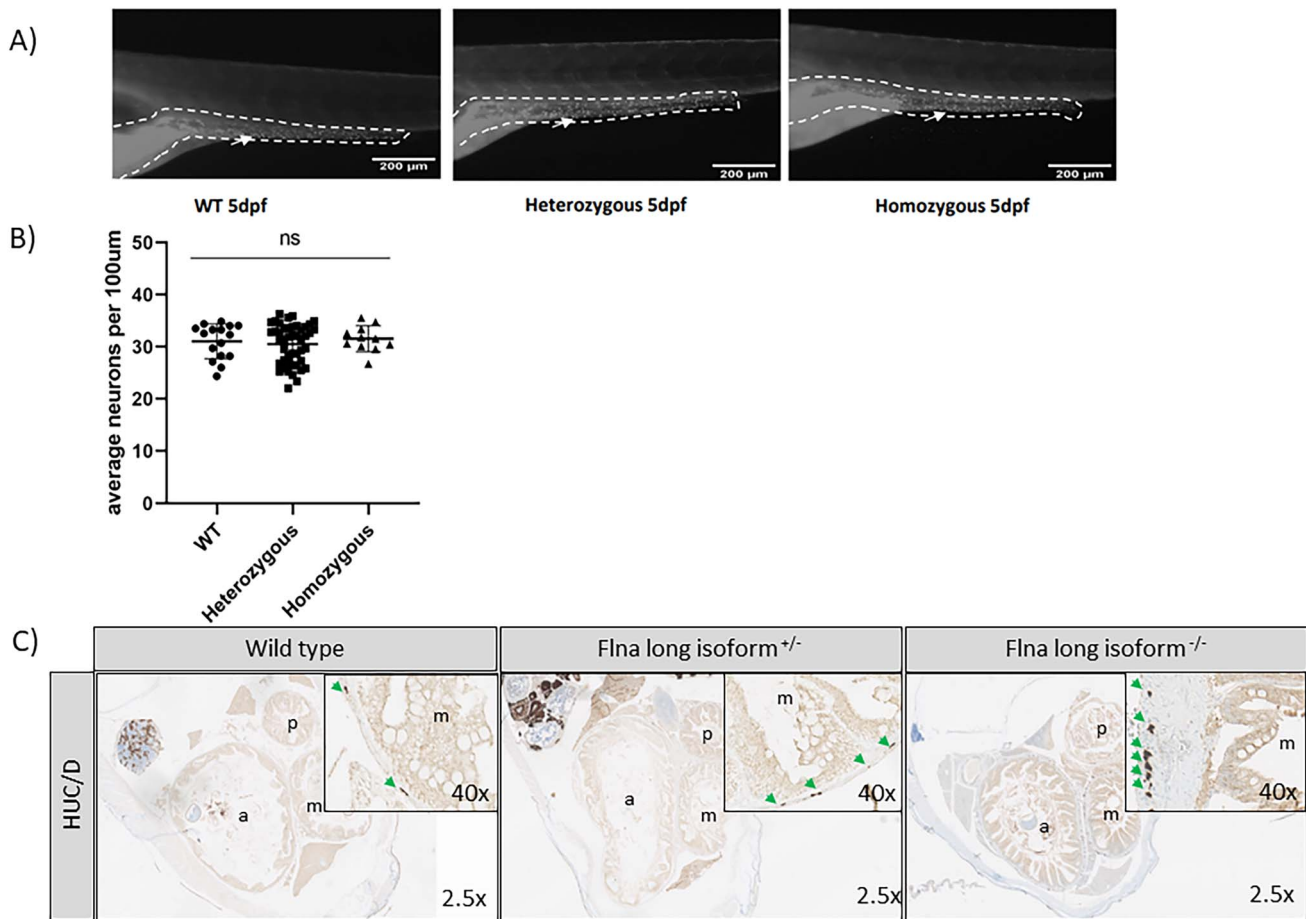 A)
200 µm
200 µm
200 µm
WT 5dpf
Heterozygous 5dpf
Homozygous 5dpf
B)
ns
average neurons per 100um
50
40
30
20
10
0
WT
Heterozygous
Homozygous
C)
Wild type
Flna long isoform+/-
Flna long isoform-/-
HUC/D
p
m
a
m
40x
2.5x
p
m
a
m
40x
2.5x
p
m
a
m
40x
2.5x